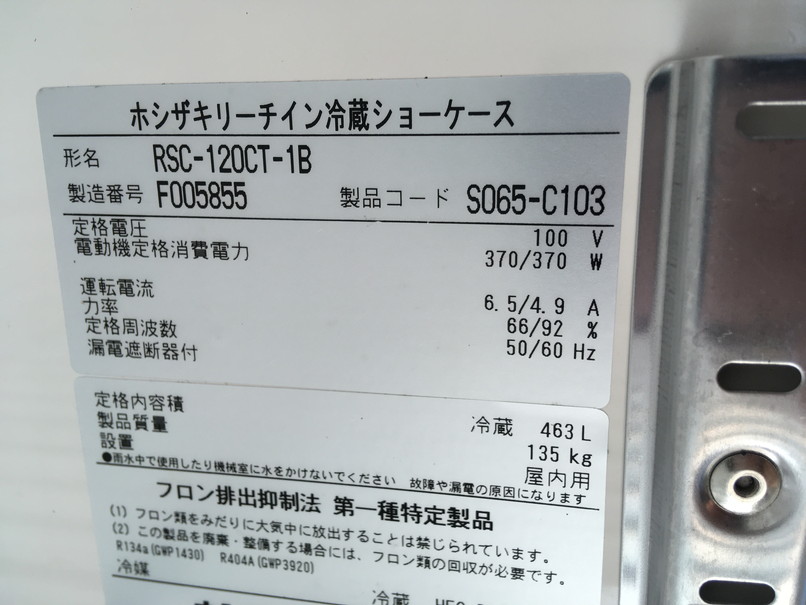 ホシザキリーチイン冷蔵ショーケース
形名 RSC-120CT-1B
製造番号 F005855 製品コード S065-C103
定格電圧 100 V
電動機定格消費電力 370/370 W
運転電流 6.5/4.9 A
力率 66/92 %
定格周波数 50/60 Hz
漏電遮断器付
定格内容積 冷蔵 463 L
製品質量 135 kg
設置 屋内用
●雨水中で使用したり機械室に水をかけないでください 故障や漏電の原因になります
フロン排出抑制法 第一種特定製品
(1) フロン類をみだりに大気中に放出することは禁じられています。
(2) この製品を廃棄・整備する場合には、フロン類の回収が必要です。
R134a(GWP1430) R404A(GWP3920)
冷媒
冷蔵